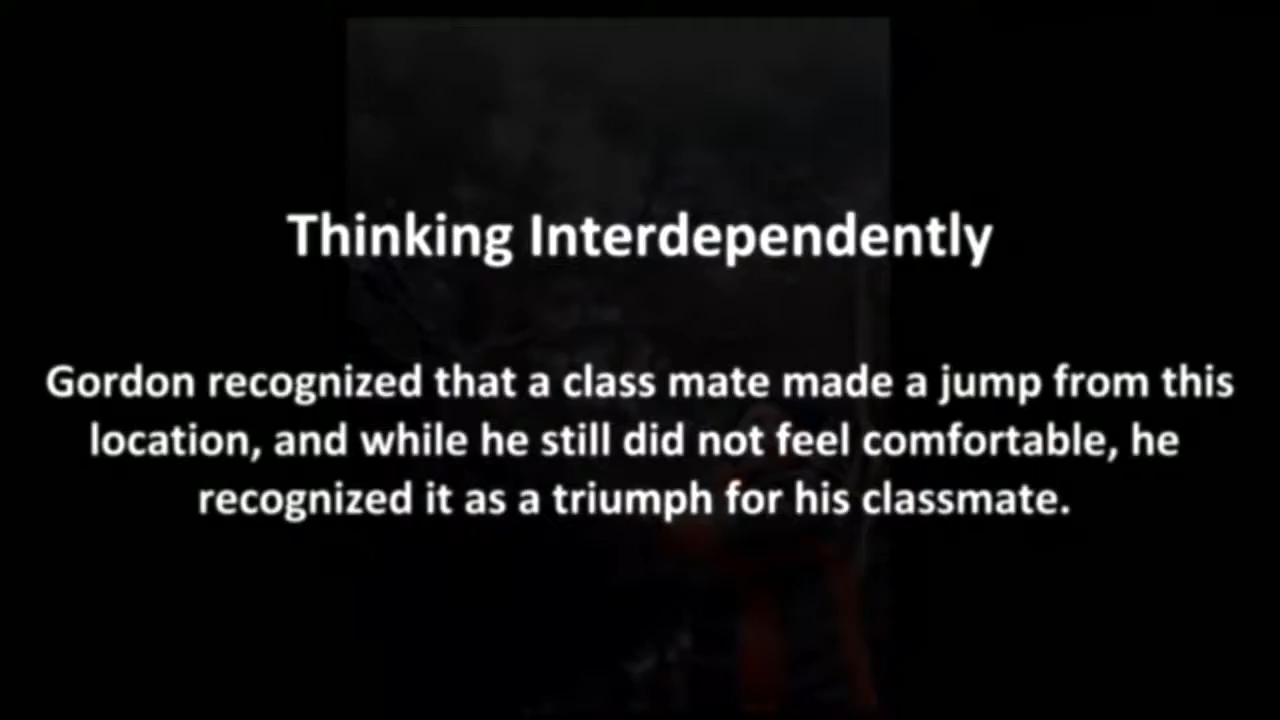 Thinking Interdependently
Gordon recognized that a class mate made a jump from this
location, and while he still did not feel comfortable, he
recognized it as a triumph for his classmate.